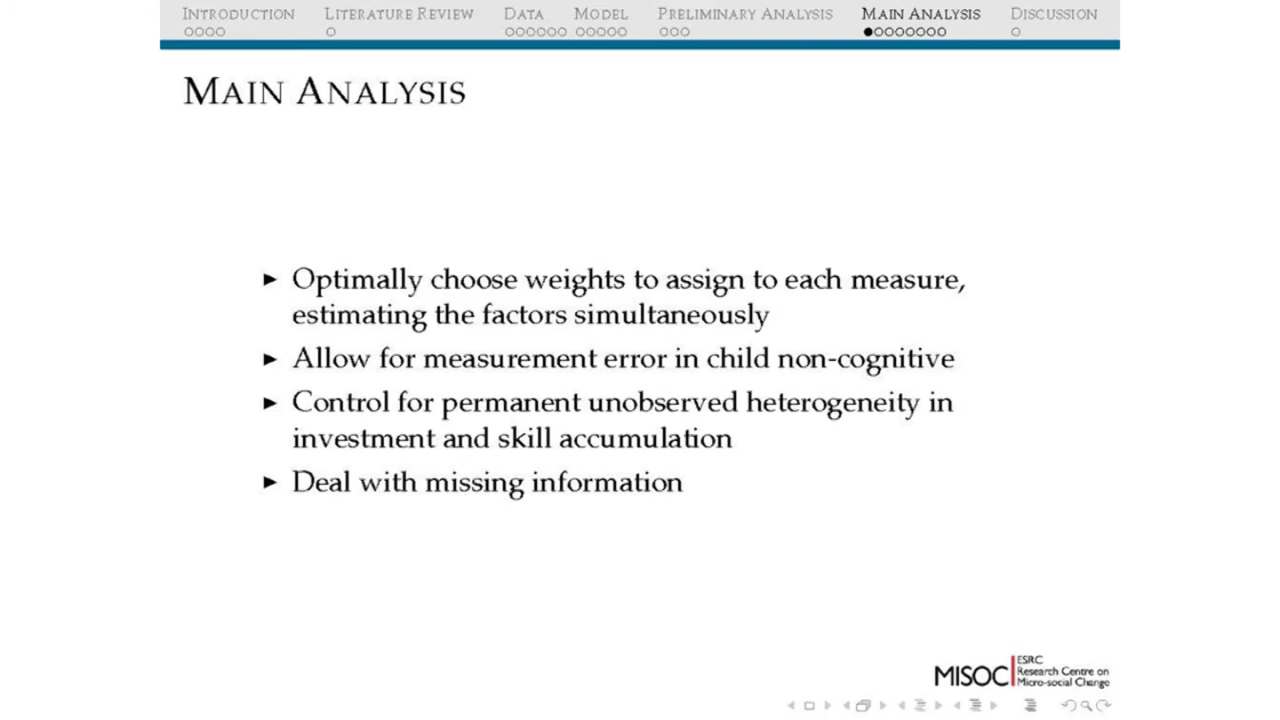 INTRODUCTION LITERATURE REVIEW DATA MODEL PRELIMINARY ANALYSIS MAIN ANALYSIS DISCUSSION
MAIN ANALYSIS
Optimally choose weights to assign to each measure,
estimating the factors simultaneously
Allow for measurement error in child non-cognitive
Control for permanent unobserved heterogeneity in
investment and skill accumulation
Deal with missing information
MISOC
ESRC
Research Centre on
Micro-social Change